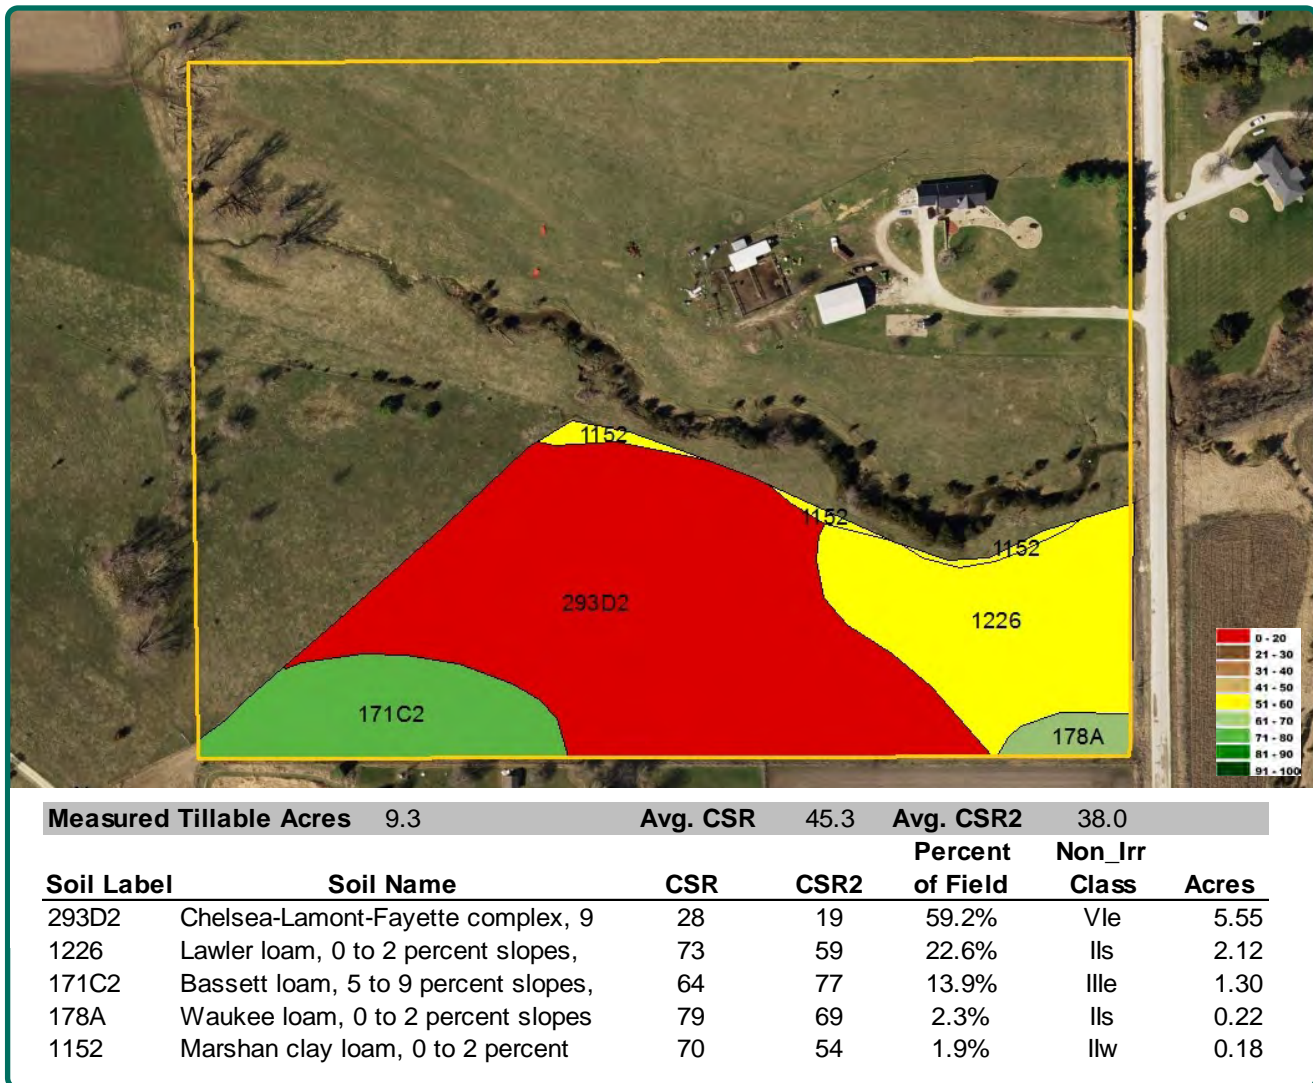 1152
1152
1152
293D2
1226
171C2
178A
0 - 20
21 - 30
31 - 40
41 - 50
51 - 60
61 - 70
71 - 80
81 - 90
91 - 100
Measured Tillable Acres 9.3 Avg. CSR 45.3 Avg. CSR2 38.0
Percent Non_Irr
Soil Label Soil Name CSR CSR2 of Field Class Acres
293D2 Chelsea-Lamont-Fayette complex, 9 28 19 59.2% VIe 5.55
1226 Lawler loam, 0 to 2 percent slopes, 73 59 22.6% IIs 2.12
171C2 Bassett loam, 5 to 9 percent slopes, 64 77 13.9% IIIe 1.30
178A Waukee loam, 0 to 2 percent slopes 79 69 2.3% IIs 0.22
1152 Marshan clay loam, 0 to 2 percent 70 54 1.9% IIw 0.18